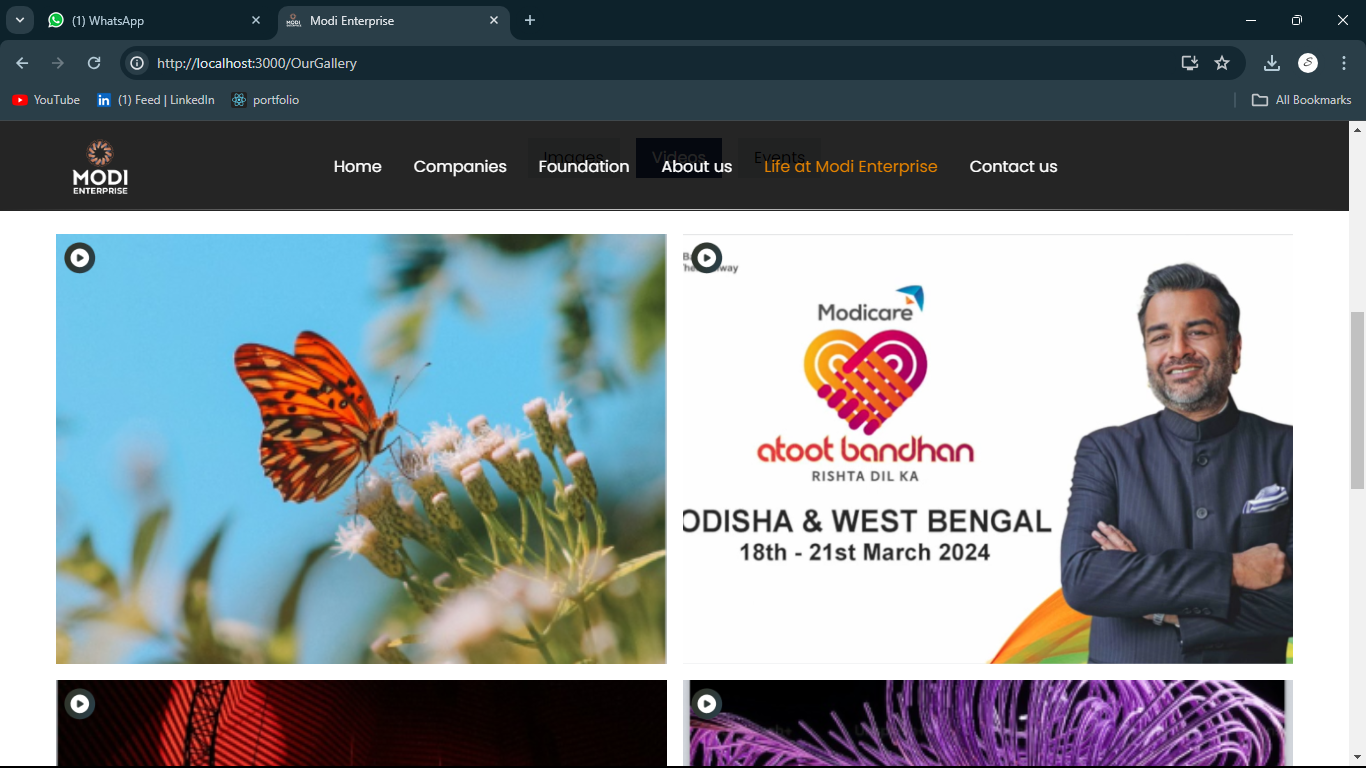 (1) WhatsApp
Modi Enterprise
http://localhost:3000/OurGallery
YouTube
(1) Feed | LinkedIn
portfolio
All Bookmarks
MODI
ENTERPRISE
Images
Videos
Events
Home
Companies
Foundation
About us
Life at Modi Enterprise
Contact us
Modicare
atoot bandhan
RISHTA DIL KA
ODISHA & WEST BENGAL
18th - 21st March 2024